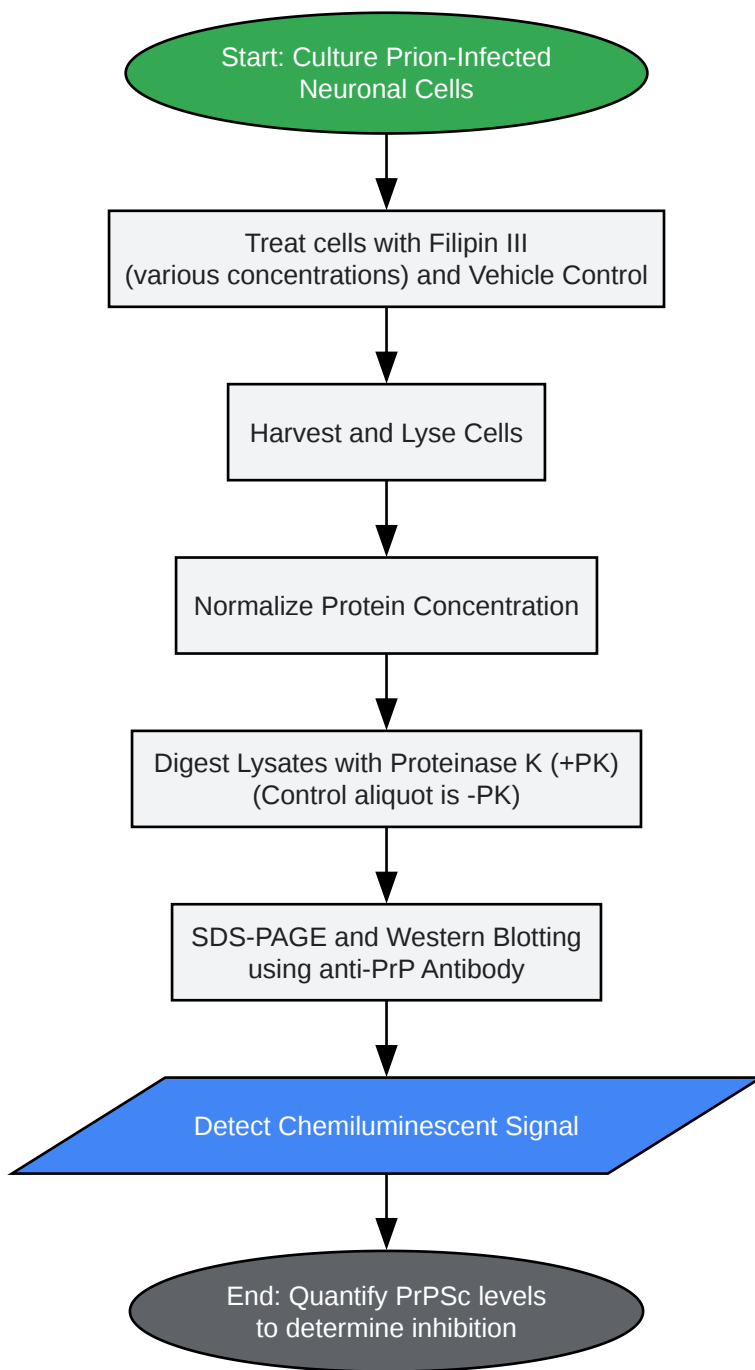 Start: Culture Prion-Infected
Neuronal Cells
Treat cells with Filipin III
(various concentrations) and Vehicle Control
Harvest and Lyse Cells
Normalize Protein Concentration
Digest Lysates with Proteinase K (+PK)
(Control aliquot is -PK)
SDS-PAGE and Western Blotting
using anti-PrP Antibody
Detect Chemiluminescent Signal
End: Quantify PrPSc levels
to determine inhibition